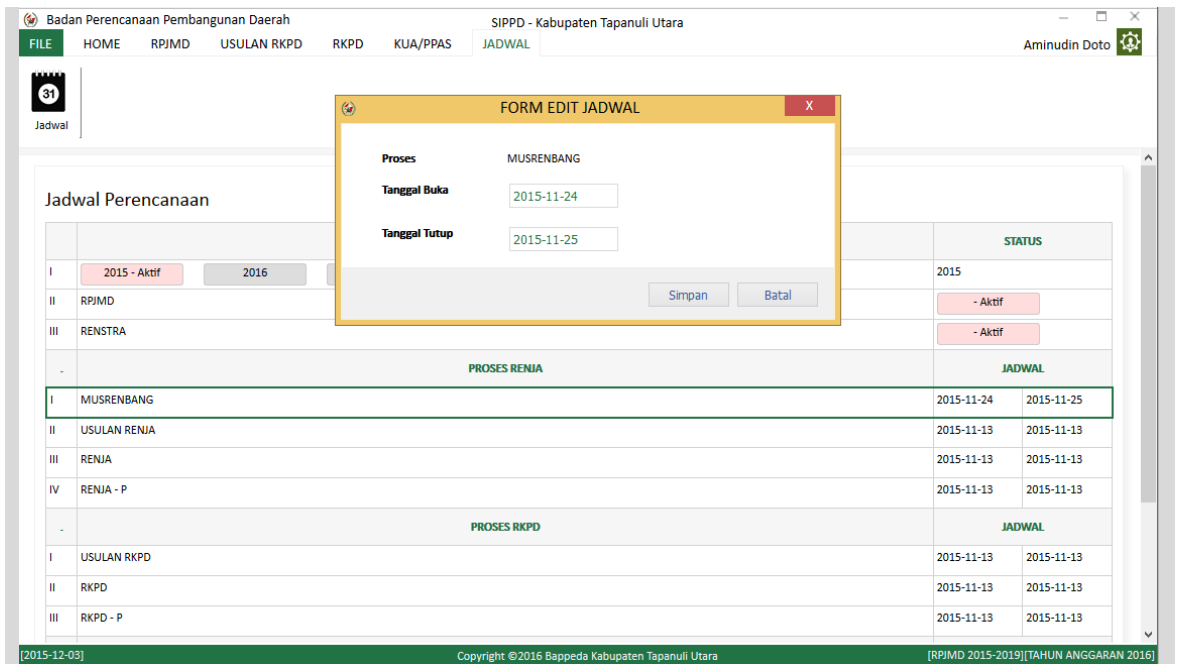 Badan Perencanaan Pembangunan Daerah SIPPD - Kabupaten Tapanuli Utara
FILE HOME RPJMD USULAN RKPD RKPD KUA/PPAS JADWAL Aminudin Doto
31
Jadwal
FORM EDIT JADWAL X
Proses MUSRENBANG
Tanggal Buka 2015-11-24
Tanggal Tutup 2015-11-25
Simpan Batal
Jadwal Perencanaan
STATUS
I 2015 - Aktif 2016 2015
II RPJMD - Aktif
III RENSTRA - Aktif
- PROSES RENJA JADWAL
I MUSRENBANG 2015-11-24 2015-11-25
II USULAN RENJA 2015-11-13 2015-11-13
III RENJA 2015-11-13 2015-11-13
IV RENJA - P 2015-11-13 2015-11-13
- PROSES RKPD JADWAL
I USULAN RKPD 2015-11-13 2015-11-13
II RKPD 2015-11-13 2015-11-13
III RKPD - P 2015-11-13 2015-11-13
[2015-12-03] Copyright ©2016 Bappeda Kabupaten Tapanuli Utara [RPJMD 2015-2019][TAHUN ANGGARAN 2016]